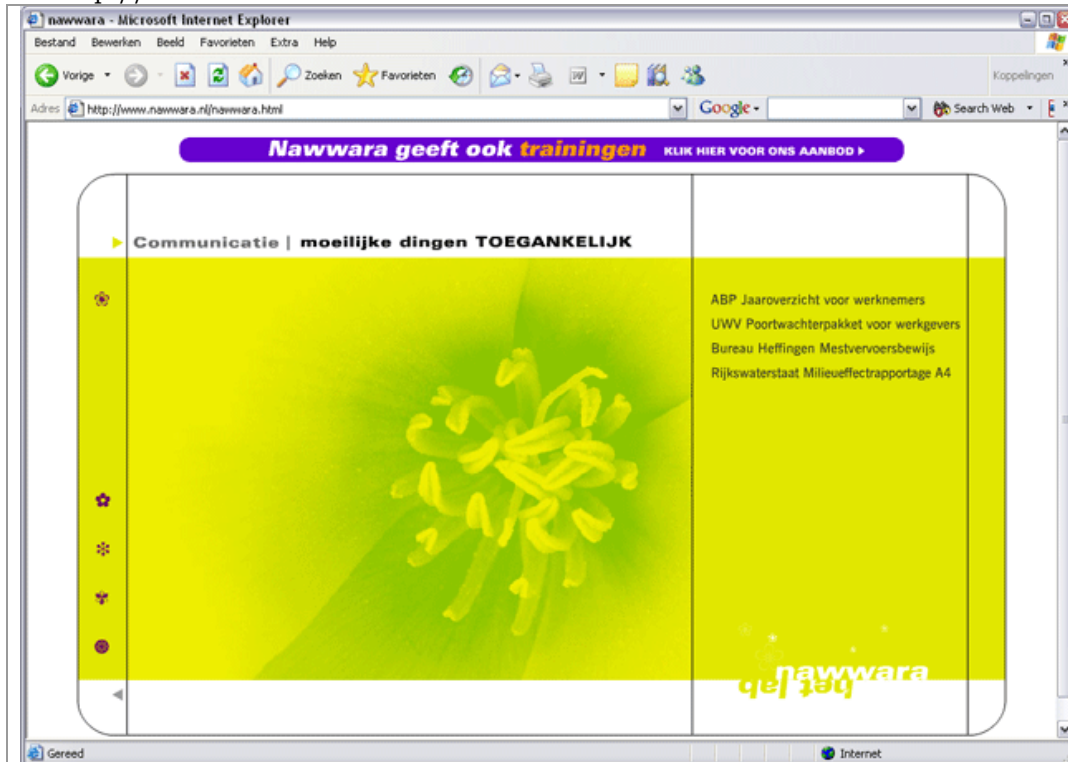 nawwara - Microsoft Internet Explorer
Bestand Bewerken Beeld Favorieten Extra Help
Vorige Zoeken Favorieten Koppelingen
Adres http://www.nawwara.nl/nawwara.html Google Search Web
Nawwara geeft ook trainingen KLIK HIER VOOR ONS AANBOD
Communicatie | moeilijke dingen TOEGANKELIJK
ABP Jaaroverzicht voor werknemers
UWV Poortwachterpakket voor werkgevers
Bureau Heffingen Mestvervoersbewijs
Rijkswaterstaat Milieueffectrapportage A4
nawwara
het lab
Gereed Internet